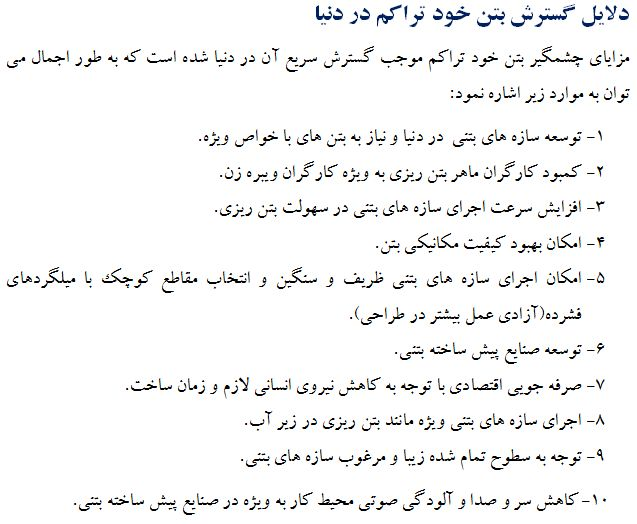 دلایل گسترش بتن خود تراکم در دنیا
مزایای چشمگیر بتن خود تراکم موجب گسترش سریع آن در دنیا شده است که به طور اجمال می
توان به موارد زیر اشاره نمود:
۱- توسعه سازه های بتنی در دنیا و نیاز به بتن های با خواص ویژه.
۲- کمبود کارگران ماهر بتن ریزی به ویژه کارگران ویبره زن.
۳- افزایش سرعت اجرای سازه های بتنی در سهولت بتن ریزی.
۴- امکان بهبود کیفیت مکانیکی بتن.
۵- امکان اجرای سازه های بتنی ظریف و سنگین و انتخاب مقاطع کوچک با میلگردهای
فشرده(آزادی عمل بیشتر در طراحی).
۶- توسعه صنایع پیش ساخته بتنی.
۷- صرفه جویی اقتصادی با توجه به کاهش نیروی انسانی لازم و زمان ساخت.
۸- اجرای سازه های بتنی ویژه مانند بتن ریزی در زیر آب.
۹- توجه به سطوح تمام شده زیبا و مرغوب سازه های بتنی.
۱۰- کاهش سر و صدا و آلودگی صوتی محیط کار به ویژه در صنایع پیش ساخته بتنی.